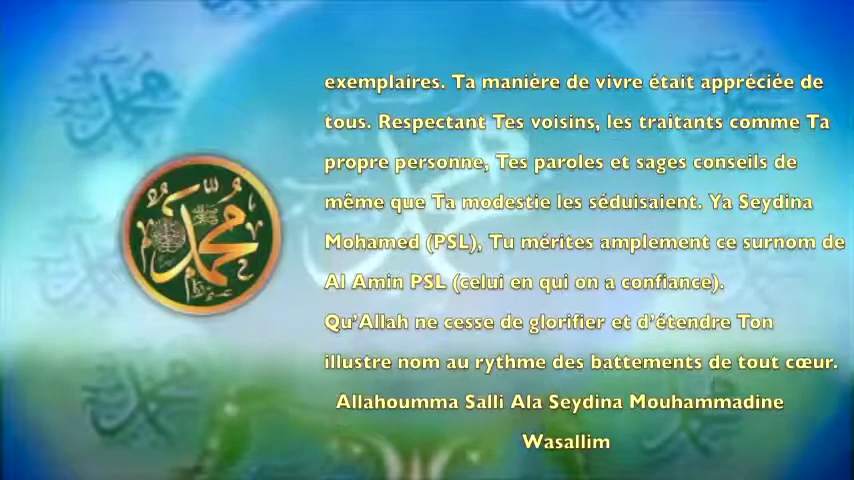 exemplaires. Ta manière de vivre était appréciée de
tous. Respectant Tes voisins, les traitants comme Ta
propre personne, Tes paroles et sages conseils de
même que Ta modestie les séduisaient. Ya Seydina
Mohamed (PSL), Tu mérites amplement ce surnom de
Al Amin PSL (celui en qui on a confiance).
Qu'Allah ne cesse de glorifier et d'étendre Ton
illustre nom au rythme des battements de tout cœur.
Allahoumma Salli Ala Seydina Mouhammadine
Wasallim
محمد